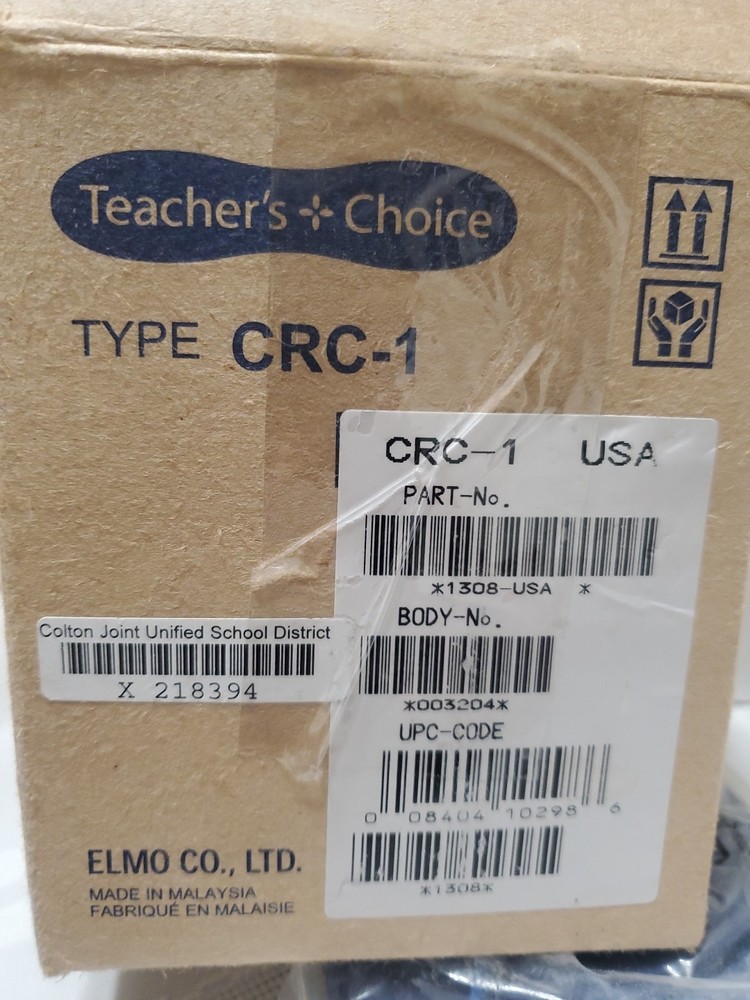 Teacher's Choice
TYPE CRC-1
CRC-1 USA
PART-No.
*1308-USA *
BODY-No.
*003204*
UPC-CODE
0 08404 10298 6
*1308*
Colton Joint Unified School District
X 218394
ELMO CO., LTD.
MADE IN MALAYSIA
FABRIQUÉ EN MALAISIE